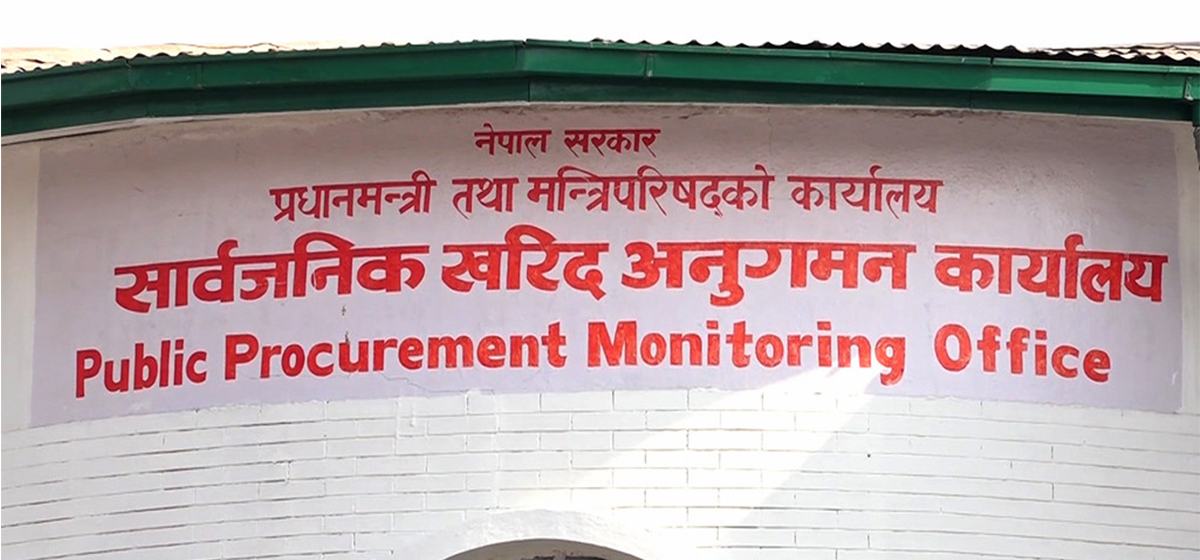 नेपाल सरकार
प्रधानमन्त्री तथा मन्त्रिपरिषद्को कार्यालय
सार्वजनिक खरिद अनुगमन कार्यालय
Public Procurement Monitoring Office